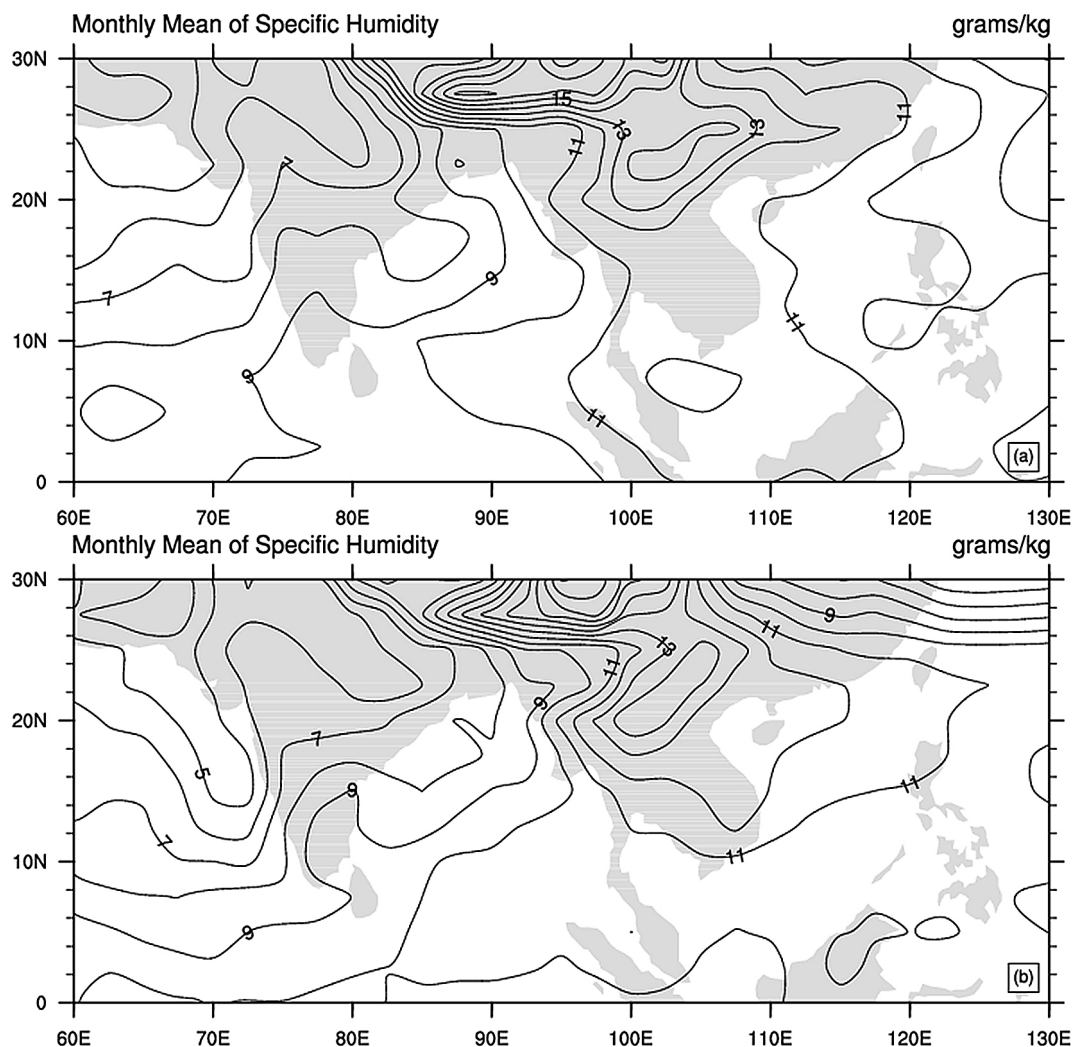 Monthly Mean of Specific Humidity grams/kg
30N
15
13
13
11
11
7
20N
9
7
11
10N
9
11
(a)
0
60E 70E 80E 90E 100E 110E 120E 130E
Monthly Mean of Specific Humidity grams/kg
30N
9
11
13
11
9
20N
7
5
9
11
7
11
10N
9
(b)
0
60E 70E 80E 90E 100E 110E 120E 130E